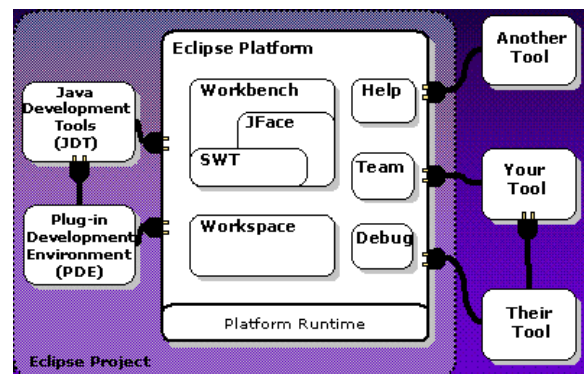 Eclipse Platform
Another
Tool
Java
Development
Tools
(JDT)
Workbench
JFace
SWT
Help
Team
Your
Tool
Plug-in
Development
Environment
(PDE)
Workspace
Debug
Their
Tool
Platform Runtime
Eclipse Project